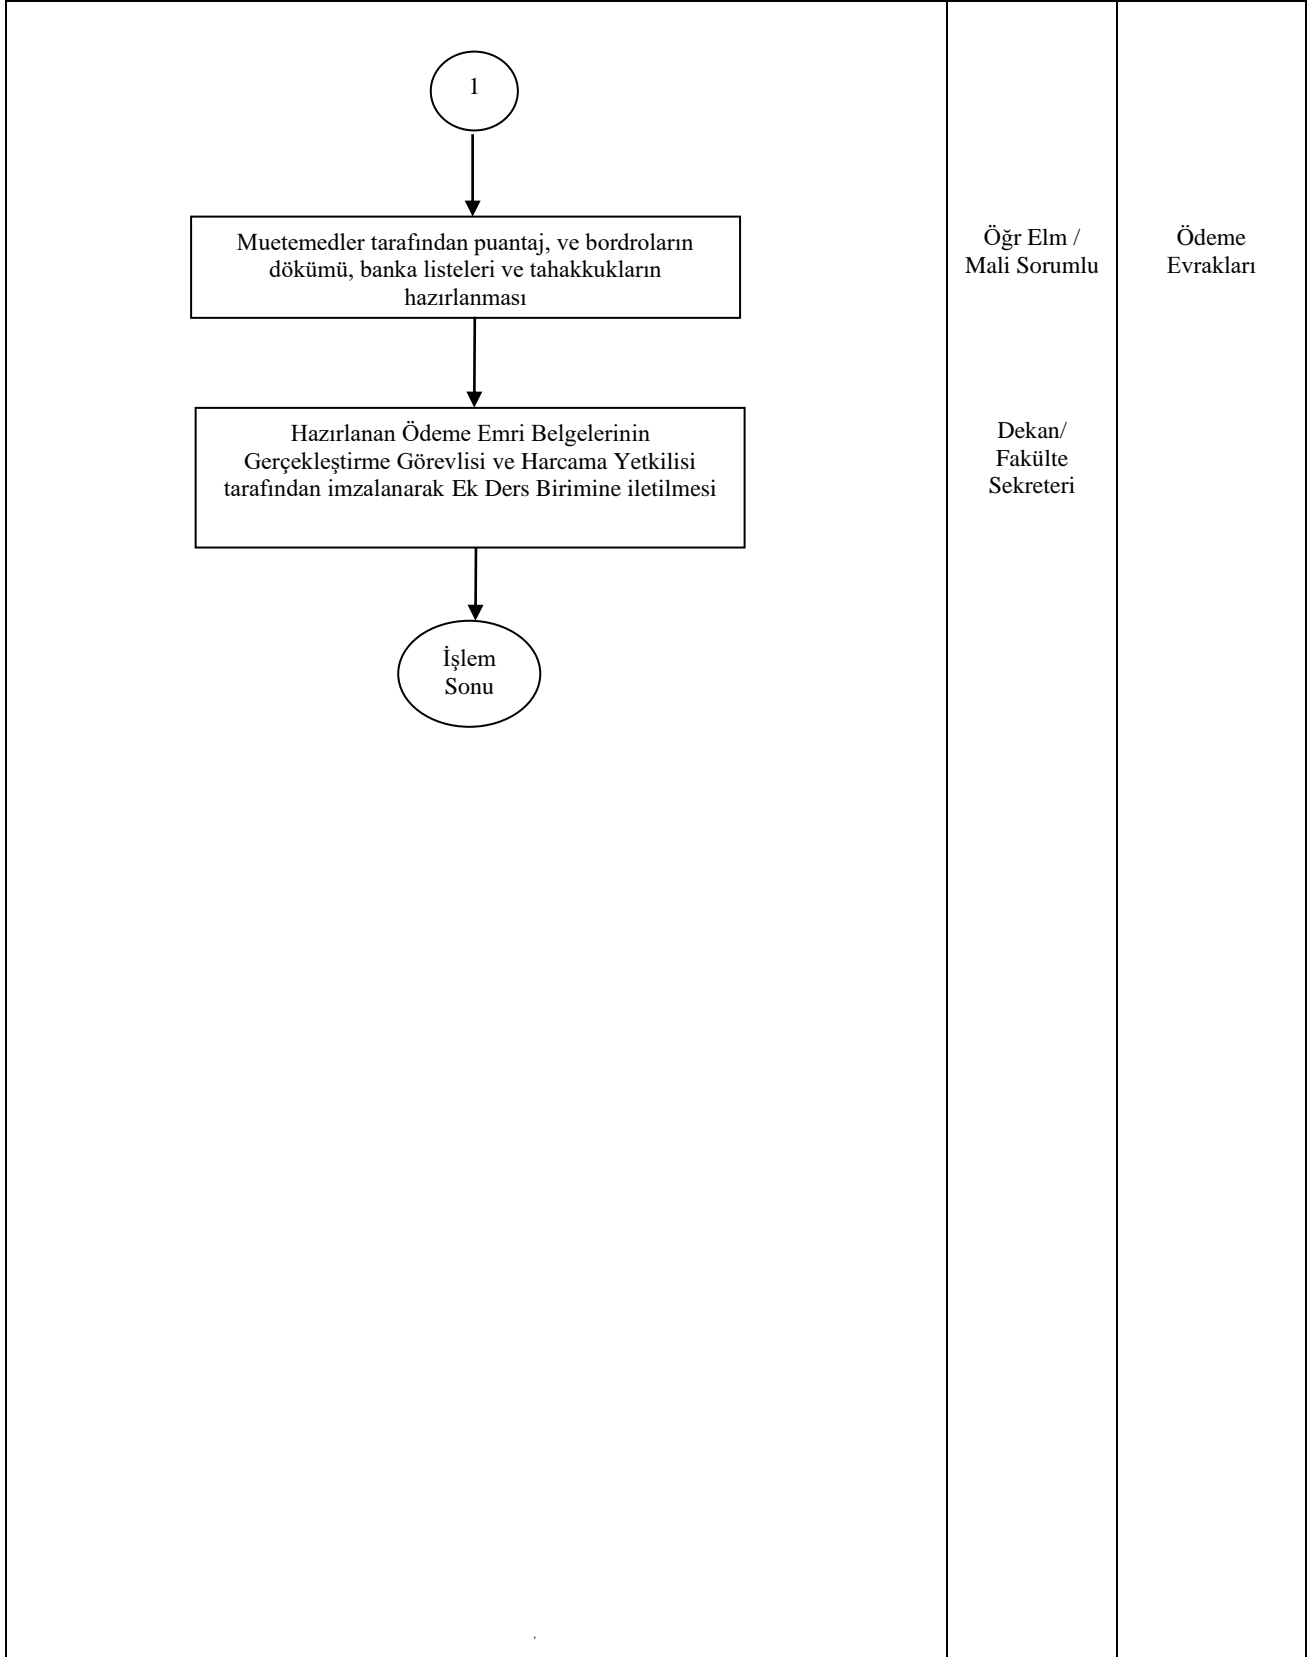 1
Muetemedler tarafından puantaj, ve bordroların
dökümü, banka listeleri ve tahakkukların
hazırlanması
Öğr Elm /
Mali Sorumlu
Ödeme
Evrakları
Hazırlanan Ödeme Emri Belgelerinin
Gerçekleştirme Görevlisi ve Harcama Yetkilisi
tarafından imzalanarak Ek Ders Birimine iletilmesi
Dekan/
Fakülte
Sekreteri
İşlem
Sonu